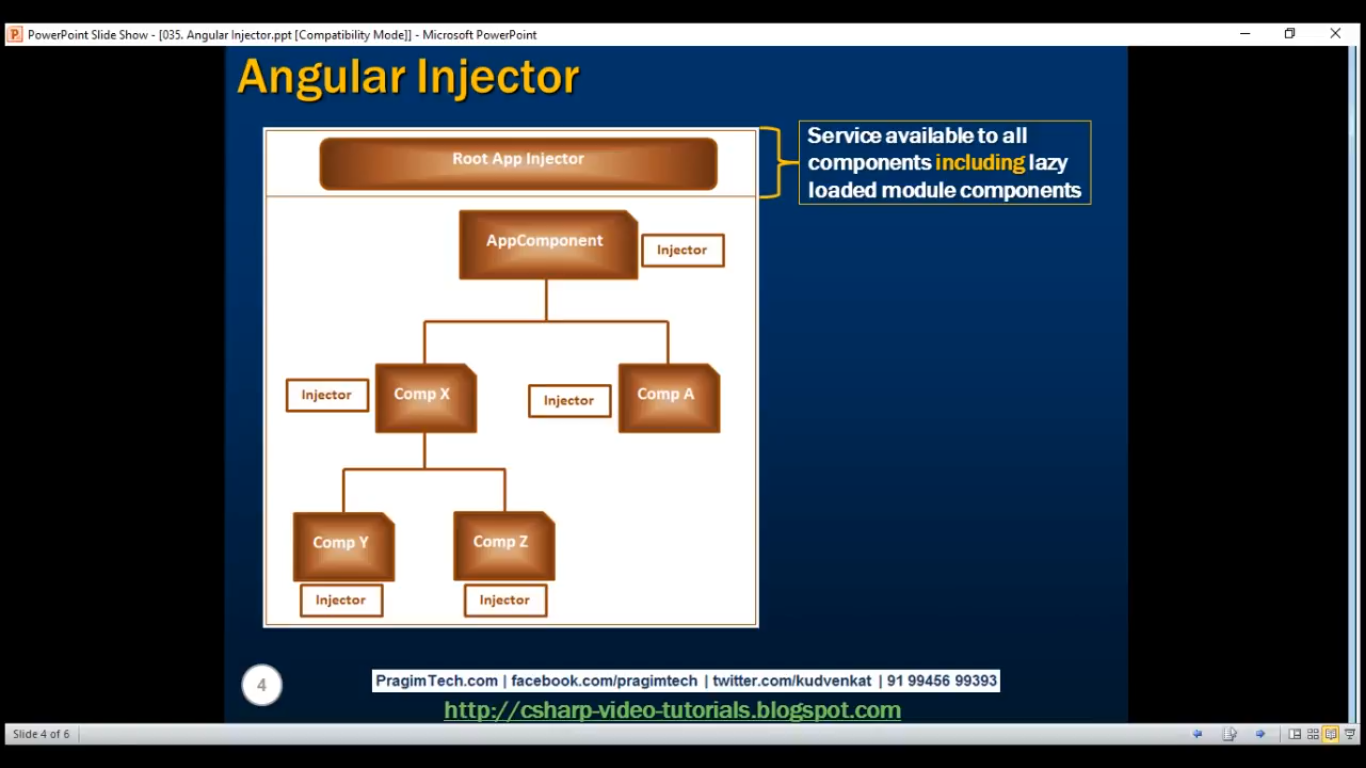 PowerPoint Slide Show - [035. Angular Injector.ppt [Compatibility Mode]] - Microsoft PowerPoint
Angular Injector
Root App Injector
Service available to all
components including lazy
loaded module components
AppComponent
Injector
Injector
Comp X
Injector
Comp A
Comp Y
Comp Z
Injector
Injector
4
PragimTech.com | facebook.com/pragimtech | twitter.com/kudvenkat | 91 99456 99393
http://csharp-video-tutorials.blogspot.com
Slide 4 of 6